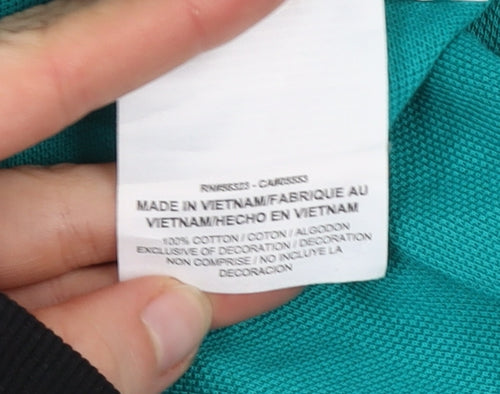 RN#56323 - CA#05553
MADE IN VIETNAM/FABRIQUE AU
VIETNAM/HECHO EN VIETNAM
100% COTTON / COTON / ALGODON
EXCLUSIVE OF DECORATION / DECORATION
NON COMPRISE / NO INCLUYE LA
DECORACION